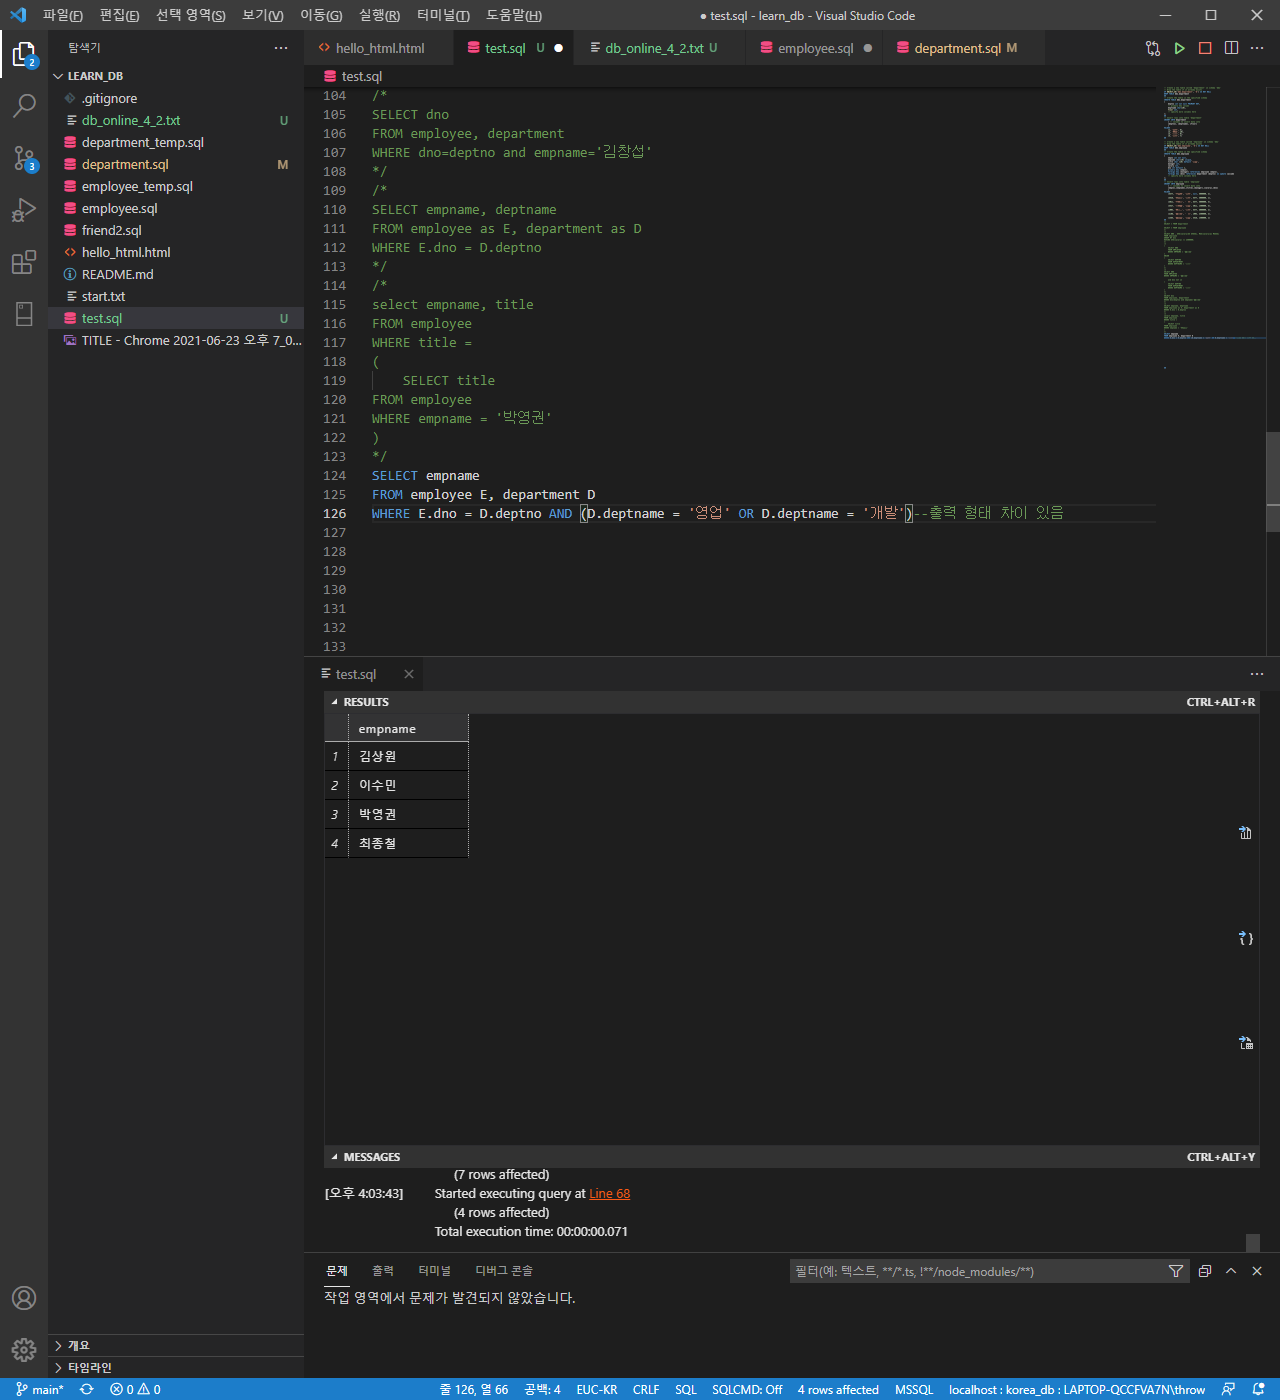 파일(F) 편집(E) 선택 영역(S) 보기(V) 이동(G) 실행(R) 터미널(T) 도움말(H)
● test.sql - learn_db - Visual Studio Code
탐색기
LEARN_DB
.gitignore
db_online_4_2.txt U
department_temp.sql
department.sql M
employee_temp.sql
employee.sql
friend2.sql
hello_html.html
README.md
start.txt
test.sql U
TITLE - Chrome 2021-06-23 오후 7_0...
개요
타임라인
2
3
hello_html.html test.sql U db_online_4_2.txt U employee.sql department.sql M
test.sql
104 /*
105 SELECT dno
106 FROM employee, department
107 WHERE dno=deptno and empname='김창섭'
108 */
109 /*
110 SELECT empname, deptname
111 FROM employee as E, department as D
112 WHERE E.dno = D.deptno
113 */
114 /*
115 select empname, title
116 FROM employee
117 WHERE title =
118 (
119 SELECT title
120 FROM employee
121 WHERE empname = '박영권'
122 )
123 */
124 SELECT empname
125 FROM employee E, department D
126 WHERE E.dno = D.deptno AND (D.deptname = '영업' OR D.deptname = '개발')--출력 형태 차이 있음
127
128
129
130
131
132
133
test.sql
RESULTS CTRL+ALT+R
empname
1 김상원
2 이수민
3 박영권
4 최종철
MESSAGES CTRL+ALT+Y
(7 rows affected)
[오후 4:03:43] Started executing query at Line 68
(4 rows affected)
Total execution time: 00:00:00.071
문제 출력 터미널 디버그 콘솔 필터(예: 텍스트, **/*.ts, !**/node_modules/**)
작업 영역에서 문제가 발견되지 않았습니다.
main* 0 0 줄 126, 열 66 공백: 4 EUC-KR CRLF SQL SQLCMD: Off 4 rows affected MSSQL localhost : korea_db : LAPTOP-QCCFVA7N\throw